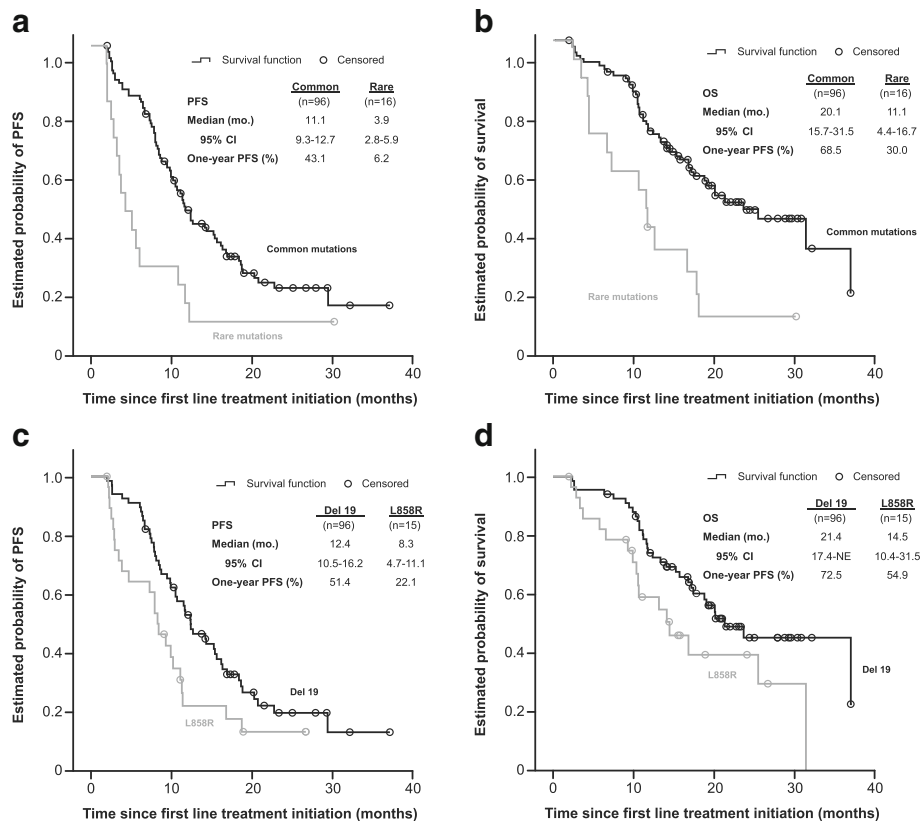 a
Survival function Censored
Common Rare
PFS (n=96) (n=16)
Median (mo.) 11.1 3.9
95% CI 9.3-12.7 2.8-5.9
One-year PFS (%) 43.1 6.2
Estimated probability of PFS
1.0
0.8
0.6
0.4
0.2
0
Common mutations
Rare mutations
0 10 20 30 40
Time since first line treatment initiation (months)
b
Survival function Censored
Common Rare
OS (n=96) (n=16)
Median (mo.) 20.1 11.1
95% CI 15.7-31.5 4.4-16.7
One-year PFS (%) 68.5 30.0
Estimated probability of survival
1.0
0.8
0.6
0.4
0.2
0
Common mutations
Rare mutations
0 10 20 30 40
Time since first line treatment initiation (months)
c
Survival function Censored
Del 19 L858R
PFS (n=96) (n=15)
Median (mo.) 12.4 8.3
95% CI 10.5-16.2 4.7-11.1
One-year PFS (%) 51.4 22.1
Estimated probability of PFS
1.0
0.8
0.6
0.4
0.2
0
Del 19
L858R
0 10 20 30 40
Time since first line treatment initiation (months)
d
Survival function Censored
Del 19 L858R
OS (n=96) (n=15)
Median (mo.) 21.4 14.5
95% CI 17.4-NE 10.4-31.5
One-year PFS (%) 72.5 54.9
Estimated probability of survival
1.0
0.8
0.6
0.4
0.2
0
L858R
Del 19
0 10 20 30 40
Time since first line treatment initiation (months)